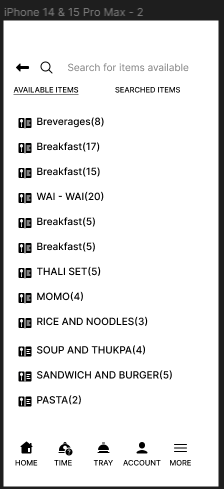 iPhone 14 & 15 Pro Max - 2
Search for items available
AVAILABLE ITEMS SEARCHED ITEMS
Breverages(8)
Breakfast(17)
Breakfast(15)
WAI - WAI(20)
Breakfast(5)
Breakfast(5)
THALI SET(5)
MOMO(4)
RICE AND NOODLES(3)
SOUP AND THUKPA(4)
SANDWICH AND BURGER(5)
PASTA(2)
HOME TIME TRAY ACCOUNT MORE